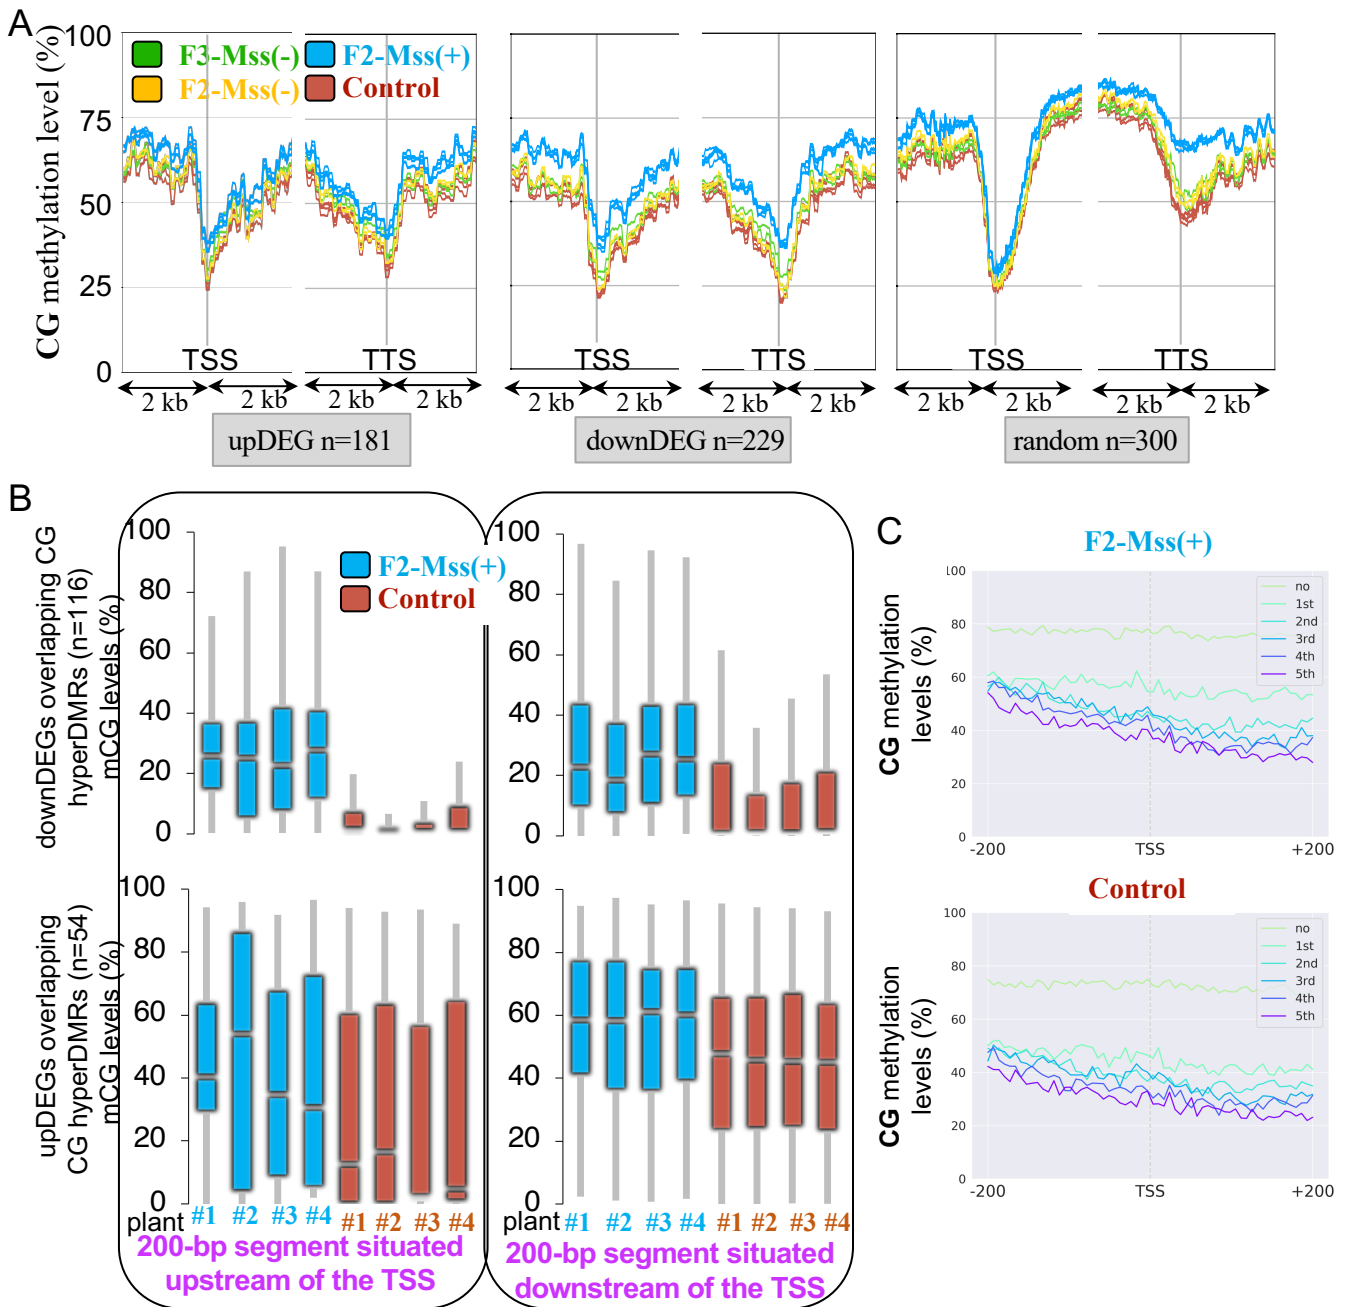 A
CG methylation level (%)
100
75
50
25
0
F3-Mss(-)
F2-Mss(+)
F2-Mss(-)
Control
TSS
TTS
TSS
TTS
TSS
TTS
2 kb
2 kb
2 kb
2 kb
2 kb
2 kb
2 kb
2 kb
2 kb
2 kb
2 kb
2 kb
upDEG n=181
downDEG n=229
random n=300
B
downDEGs overlapping CG
hyperDMRs (n=116)
mCG levels (%)
100
80
60
40
20
0
F2-Mss(+)
Control
100
80
60
40
20
0
upDEGs overlapping
CG hyperDMRs (n=54)
mCG levels (%)
100
80
60
40
20
0
100
80
60
40
20
0
plant #1 #2 #3 #4 #1 #2 #3 #4
plant #1 #2 #3 #4 #1 #2 #3 #4
200-bp segment situated
upstream of the TSS
200-bp segment situated
downstream of the TSS
C
F2-Mss(+)
CG methylation
levels (%)
100
80
60
40
20
0
no
1st
2nd
3rd
4th
5th
-200
TSS
+200
Control
CG methylation
levels (%)
100
80
60
40
20
0
no
1st
2nd
3rd
4th
5th
-200
TSS
+200